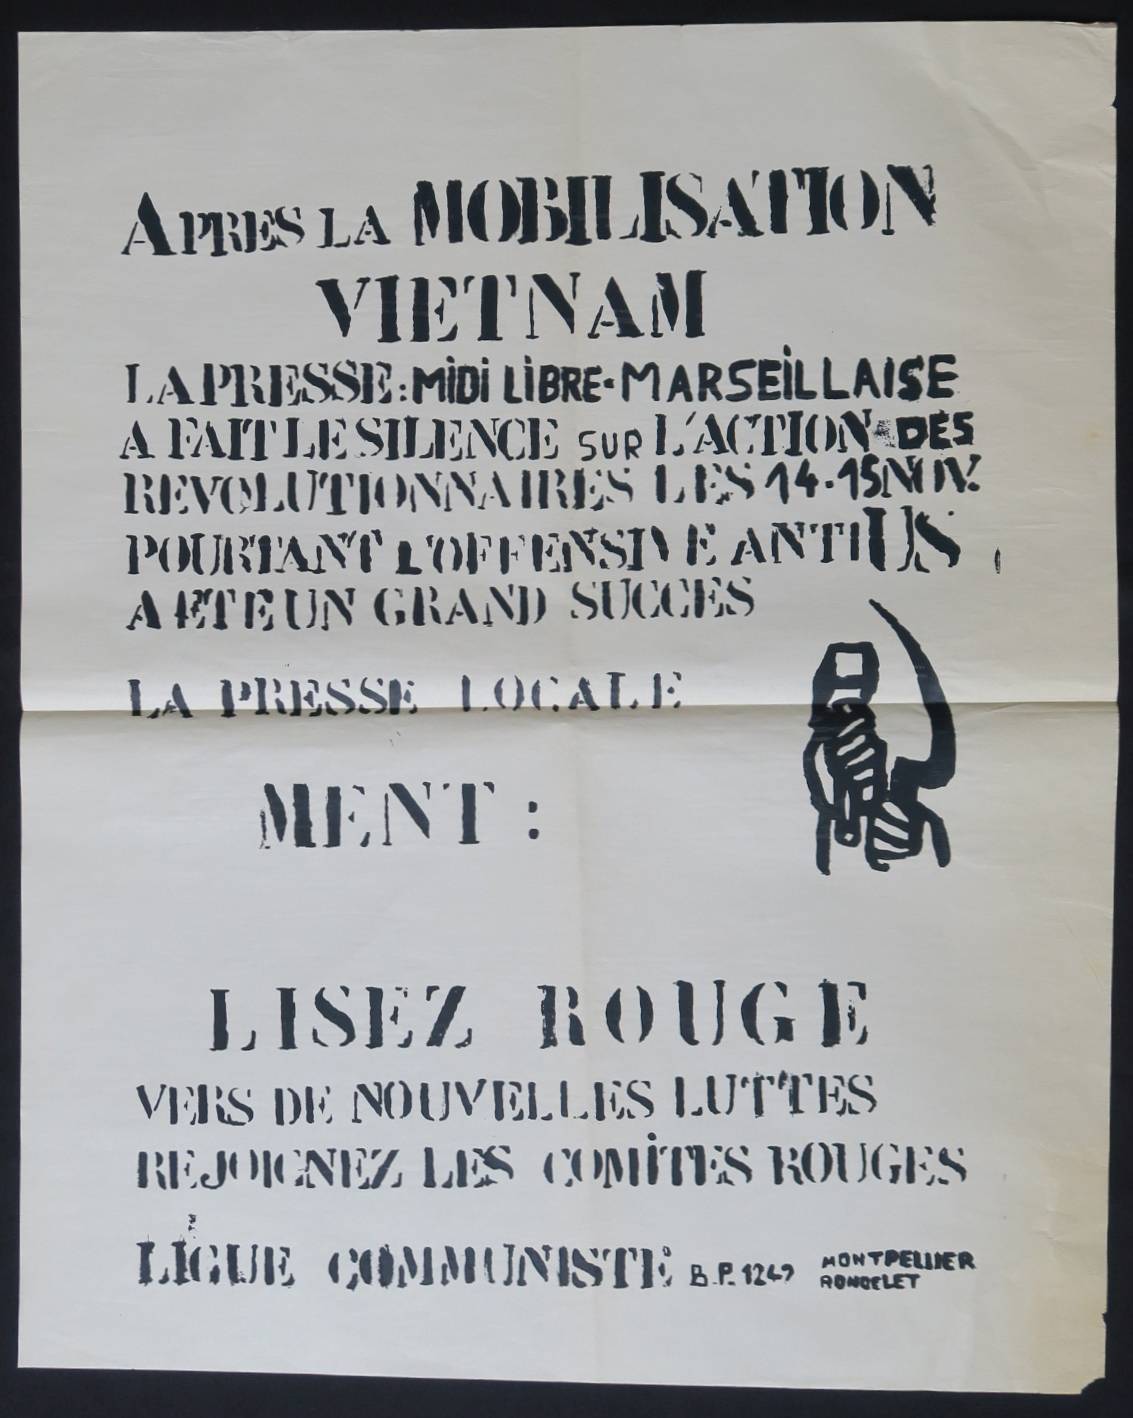 APRES LA MOBILISATION
VIETNAM
LA PRESSE: MiDi LiBRE-MARSEiLLAiSE
A FAIT LE SILENCE SUR L'ACTION DES
REVOLUTIONNAIRES LES 14-15 NOV.
POURTANT L'OFFENSIVE ANTI US
A ETE UN GRAND SUCCES
LA PRESSE LOCALE
MENT :
LISEZ ROUGE
VERS DE NOUVELLES LUTTES
REJOIGNEZ LES COMiTES ROUGES
LIGUE COMMUNISTE B.P. MONTPELLIER
RONDELET